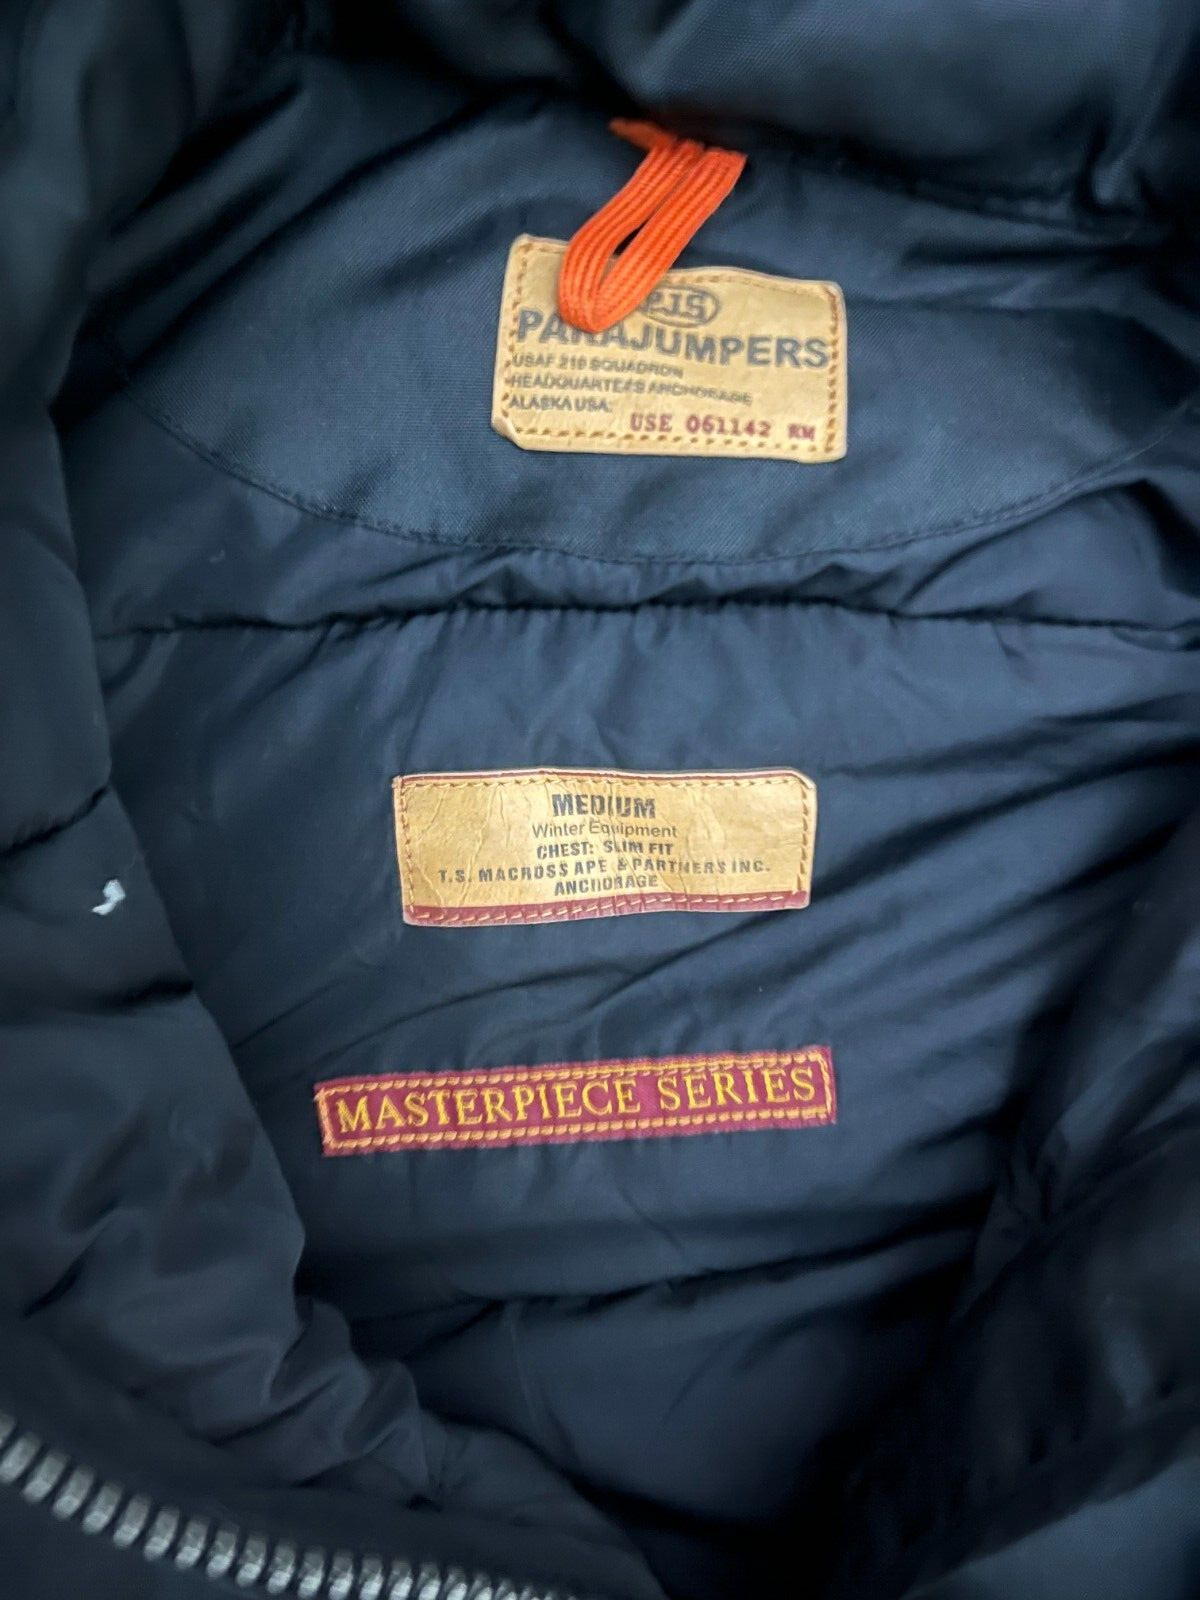 PJS
PARAJUMPERS
USAF 210 SQUADRON
HEADQUARTERS ANCHORAGE
ALASKA USA.
USE 061142 RM
MEDIUM
Winter Equipment
CHEST: SLIM FIT
T.S. MACROSS APE & PARTNERS INC.
ANCHORAGE
MASTERPIECE SERIES